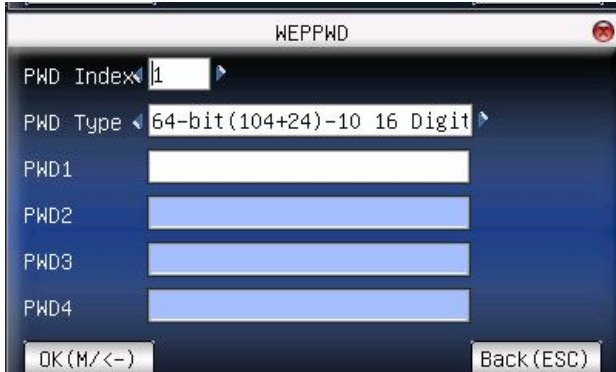 WEPPWD
PWD Index 1
PWD Type 64-bit(104+24)-10 16 Digit
PWD1
PWD2
PWD3
PWD4
OK(M/<-) Back(ESC)